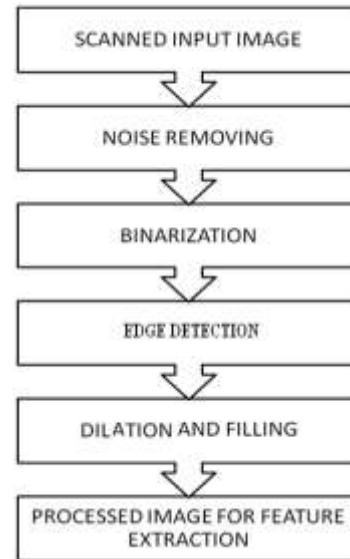 SCANNED INPUT IMAGE
NOISE REMOVING
BINARIZATION
EDGE DETECTION
DILATION AND FILLING
PROCESSED IMAGE FOR FEATURE
EXTRACTION